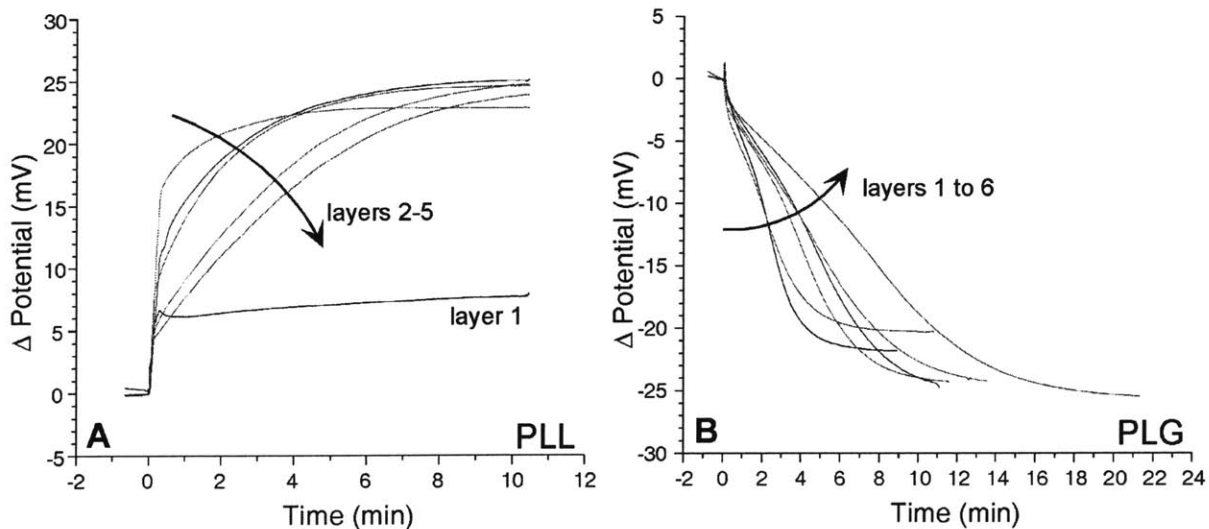 30
25
20
15
10
5
0
-5
Δ Potential (mV)
layers 2-5
layer 1
A
PLL
-2 0 2 4 6 8 10 12
Time (min)
5
0
-5
-10
-15
-20
-25
-30
Δ Potential (mV)
layers 1 to 6
B
PLG
-2 0 2 4 6 8 10 12 14 16 18 20 22 24
Time (min)